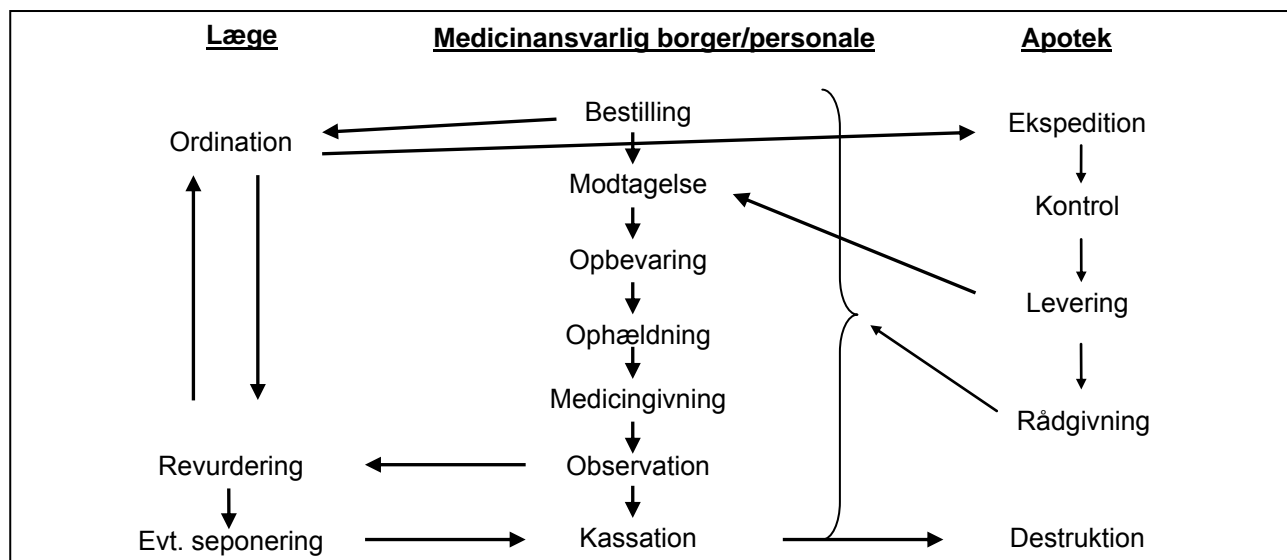 Læge
Medicinansvarlig borger/personale
Apotek
Bestilling
Ordination
Ekspedition
Modtagelse
Kontrol
Opbevaring
Levering
Ophældning
Medicingivning
Rådgivning
Revurdering
Observation
Evt. seponering
Kassation
Destruktion